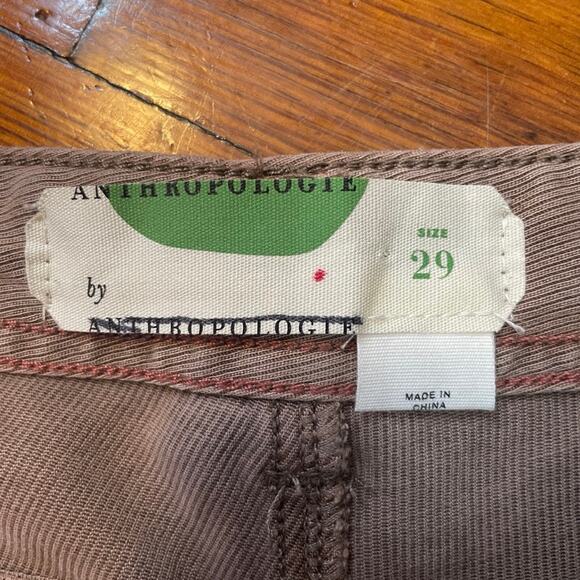 ANTHROPOLOGIE
by
ANTHROPOLOGIE
SIZE
29
MADE IN
CHINA